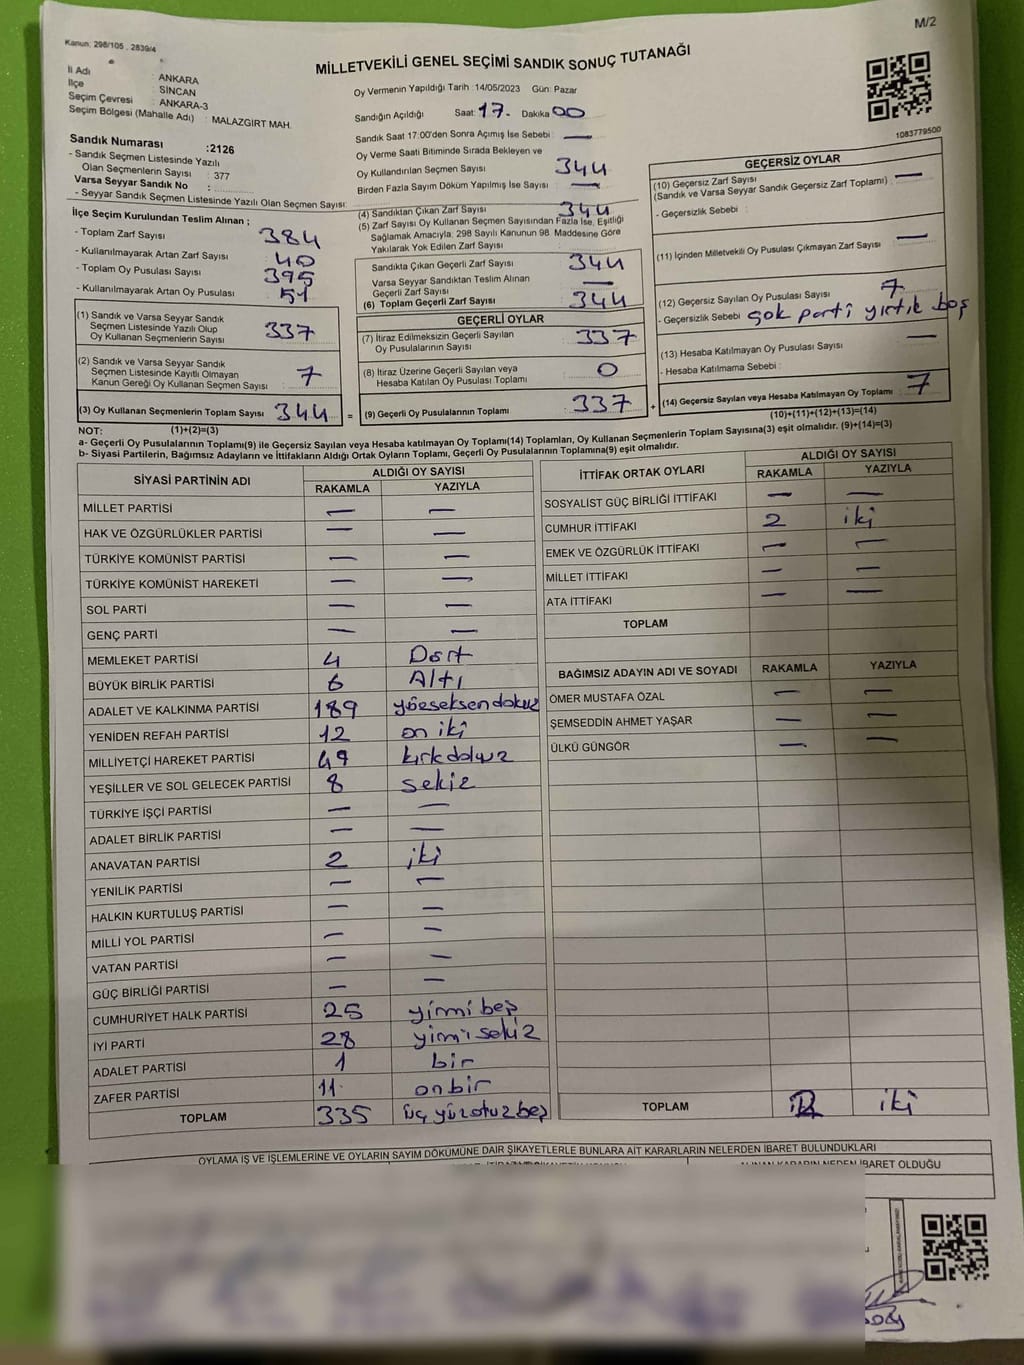 M/2
Kanun: 298/105 . 2839/4
MİLLETVEKİLİ GENEL SEÇİMİ SANDIK SONUÇ TUTANAĞI
İl Adı : ANKARA
İlçe : SİNCAN
Seçim Çevresi : ANKARA-3
Seçim Bölgesi (Mahalle Adı) : MALAZGİRT MAH.
Sandık Numarası :2126
- Sandık Seçmen Listesinde Yazılı
Olan Seçmenlerin Sayısı : 377
Varsa Seyyar Sandık No :
- Seyyar Sandık Seçmen Listesinde Yazılı Olan Seçmen Sayısı:
Oy Vermenin Yapıldığı Tarih : 14/05/2023 Gün: Pazar
Sandığın Açıldığı Saat: 17. Dakika 00
Sandık Saat 17:00'den Sonra Açımış İse Sebebi : —
Oy Verme Saati Bitiminde Sırada Bekleyen ve
Oy Kullandırılan Seçmen Sayısı 344
Birden Fazla Sayım Döküm Yapılmış İse Sayısı —
1083779500
İlçe Seçim Kurulundan Teslim Alınan ;
- Toplam Zarf Sayısı 384
- Kullanılmayarak Artan Zarf Sayısı 40
- Toplam Oy Pusulası Sayısı 395
- Kullanılmayarak Artan Oy Pusulası 51
(1) Sandık ve Varsa Seyyar Sandık
Seçmen Listesinde Yazılı Olup
Oy Kullanan Seçmenlerin Sayısı 337
(2) Sandık ve Varsa Seyyar Sandık
Seçmen Listesinde Kayıtlı Olmayan
Kanun Gereği Oy Kullanan Seçmen Sayısı 7
(3) Oy Kullanan Seçmenlerin Toplam Sayısı 344 =
(1)+(2)=(3)
(4) Sandıktan Çıkan Zarf Sayısı 344
(5) Zarf Sayısı Oy Kullanan Seçmen Sayısından Fazla İse, Eşitliği
Sağlamak Amacıyla, 298 Sayılı Kanunun 98. Maddesine Göre
Yakılarak Yok Edilen Zarf Sayısı :
Sandıkta Çıkan Geçerli Zarf Sayısı 344
Varsa Seyyar Sandıktan Teslim Alınan
Geçerli Zarf Sayısı —
(6) Toplam Geçerli Zarf Sayısı 344
GEÇERLİ OYLAR
(7) İtiraz Edilmeksizin Geçerli Sayılan
Oy Pusulalarının Sayısı 337
(8) İtiraz Üzerine Geçerli Sayılan veya
Hesaba Katılan Oy Pusulası Toplamı 0
(9) Geçerli Oy Pusulalarının Toplamı 337 +
GEÇERSİZ OYLAR
(10) Geçersiz Zarf Sayısı —
(Sandık ve Varsa Seyyar Sandık Geçersiz Zarf Toplamı) :
- Geçersizlik Sebebi :
(11) İçinden Milletvekili Oy Pusulası Çıkmayan Zarf Sayısı —
(12) Geçersiz Sayılan Oy Pusulası Sayısı 7
- Geçersizlik Sebebi : çok parti yırtık boş
(13) Hesaba Katılmayan Oy Pusulası Sayısı —
- Hesaba Katılmama Sebebi :
(14) Geçersiz Sayılan veya Hesaba Katılmayan Oy Toplamı 7
(10)+(11)+(12)+(13)=(14)
NOT:
a- Geçerli Oy Pusulalarının Toplamı(9) ile Geçersiz Sayılan veya Hesaba katılmayan Oy Toplamı(14) Toplamları, Oy Kullanan Seçmenlerin Toplam Sayısına(3) eşit olmalıdır. (9)+(14)=(3)
b- Siyasi Partilerin, Bağımsız Adayların ve İttifakların Aldığı Ortak Oyların Toplamı, Geçerli Oy Pusulalarının Toplamına(9) eşit olmalıdır.
SİYASİ PARTİNİN ADI ALDIĞI OY SAYISI
RAKAMLA YAZIYLA
MİLLET PARTİSİ — —
HAK VE ÖZGÜRLÜKLER PARTİSİ — —
TÜRKİYE KOMÜNİST PARTİSİ — —
TÜRKİYE KOMÜNİST HAREKETİ — —
SOL PARTİ — —
GENÇ PARTİ — —
MEMLEKET PARTİSİ 4 Dört
BÜYÜK BİRLİK PARTİSİ 6 Altı
ADALET VE KALKINMA PARTİSİ 189 yüzseksendokuz
YENİDEN REFAH PARTİSİ 12 on iki
MİLLİYETÇİ HAREKET PARTİSİ 49 kırkdokuz
YEŞİLLER VE SOL GELECEK PARTİSİ 8 sekiz
TÜRKİYE İŞÇİ PARTİSİ — —
ADALET BİRLİK PARTİSİ — —
ANAVATAN PARTİSİ 2 iki
YENİLİK PARTİSİ — —
HALKIN KURTULUŞ PARTİSİ — —
MİLLİ YOL PARTİSİ — —
VATAN PARTİSİ — —
GÜÇ BİRLİĞİ PARTİSİ — —
CUMHURİYET HALK PARTİSİ 25 yirmi beş
İYİ PARTİ 28 yirmi sekiz
ADALET PARTİSİ 1 bir
ZAFER PARTİSİ 11 onbir
TOPLAM 335 üç yüzotuzbeş
İTTİFAK ORTAK OYLARI ALDIĞI OY SAYISI
RAKAMLA YAZIYLA
SOSYALIST GÜÇ BİRLİĞİ İTTİFAKI — —
CUMHUR İTTİFAKI 2 iki
EMEK VE ÖZGÜRLÜK İTTİFAKI — —
MİLLET İTTİFAKI — —
ATA İTTİFAKI — —
TOPLAM
BAĞIMSIZ ADAYIN ADI VE SOYADI RAKAMLA YAZIYLA
ÖMER MUSTAFA ÖZAL — —
ŞEMSEDDİN AHMET YAŞAR — —
ÜLKÜ GÜNGÖR — —
TOPLAM 2 iki
OYLAMA İŞ VE İŞLEMLERİNE VE OYLARIN SAYIM DÖKÜMÜNE DAİR ŞİKAYETLERLE BUNLARA AİT KARARLARIN NELERDEN İBARET BULUNDUKLARI
ALINAN KARARIN NEDEN İBARET OLDUĞU